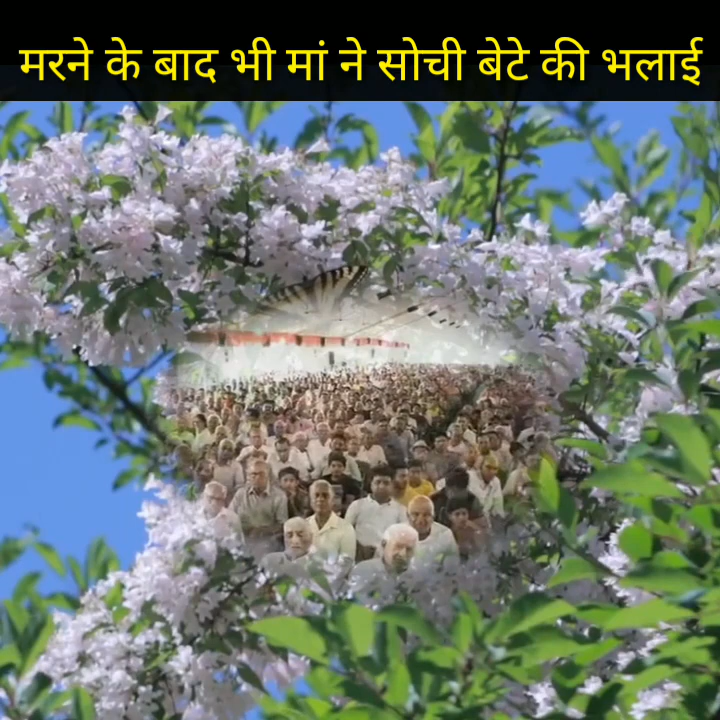 मरने के बाद भी मां ने सोची बेटे की भलाई